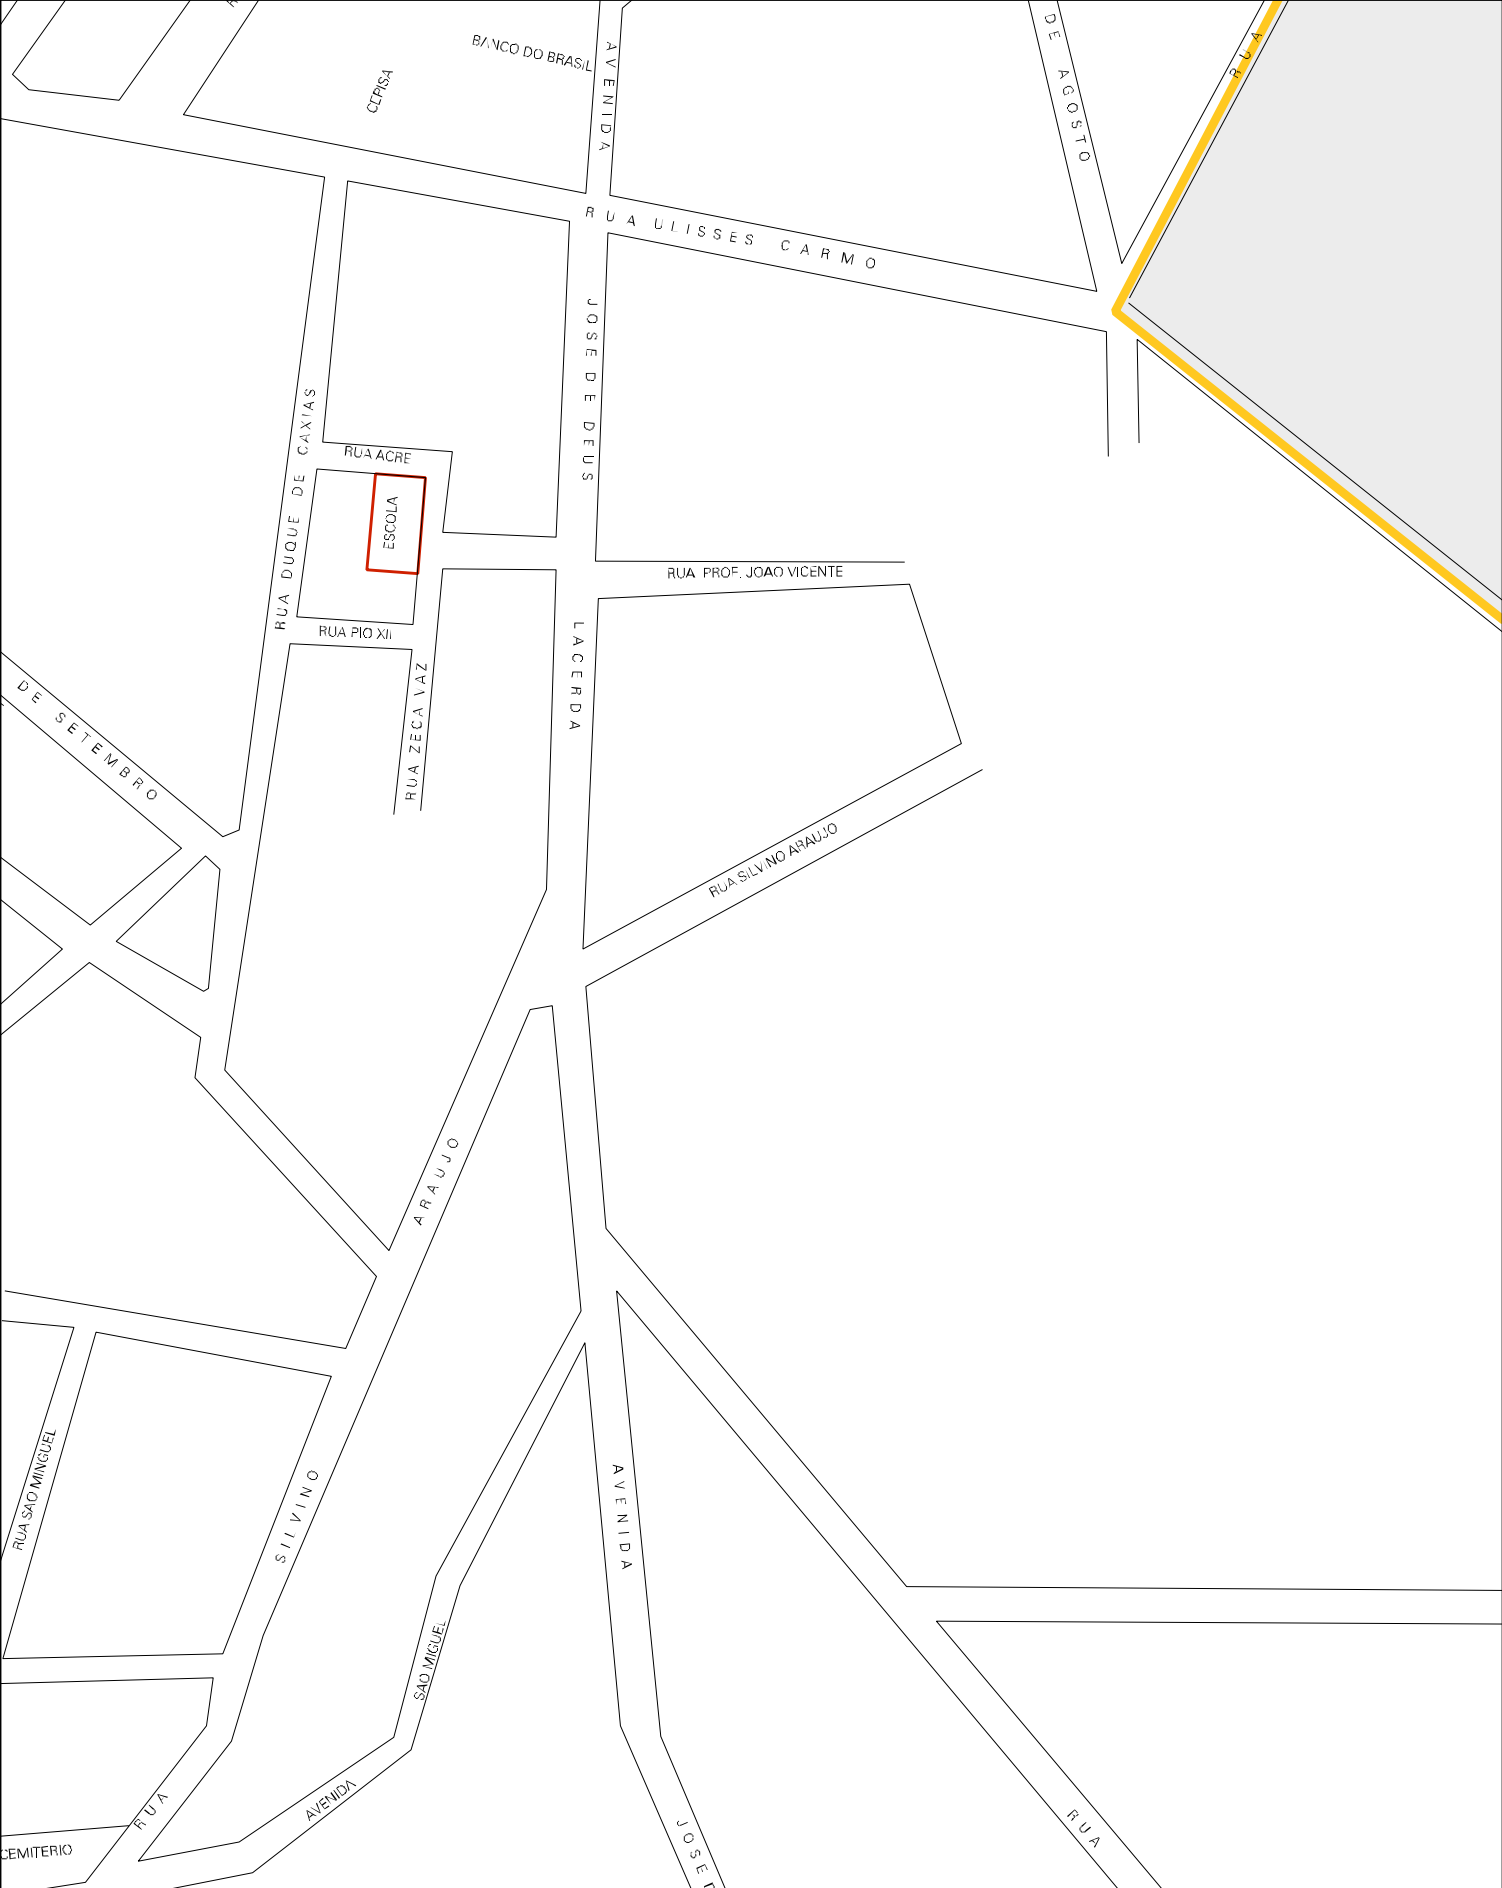 BANCO DO BRASIL
CEPISA
AVENIDA
DE AGOSTO
RUA
RUA ULISSES CARMO
JOSE DE DEUS
RUA DUQUE DE CAXIAS
RUA ACRE
ESCOLA
RUA PROF. JOAO VICENTE
RUA PIO XII
LACERDA
RUA ZECA VAZ
DE SETEMBRO
RUA SILVINO ARAUJO
ARAUJO
SILVINO
RUA
RUA SAO MINGUEL
AVENIDA
SAO MIGUEL
AVENIDA
JOSE
RUA
CEMITERIO